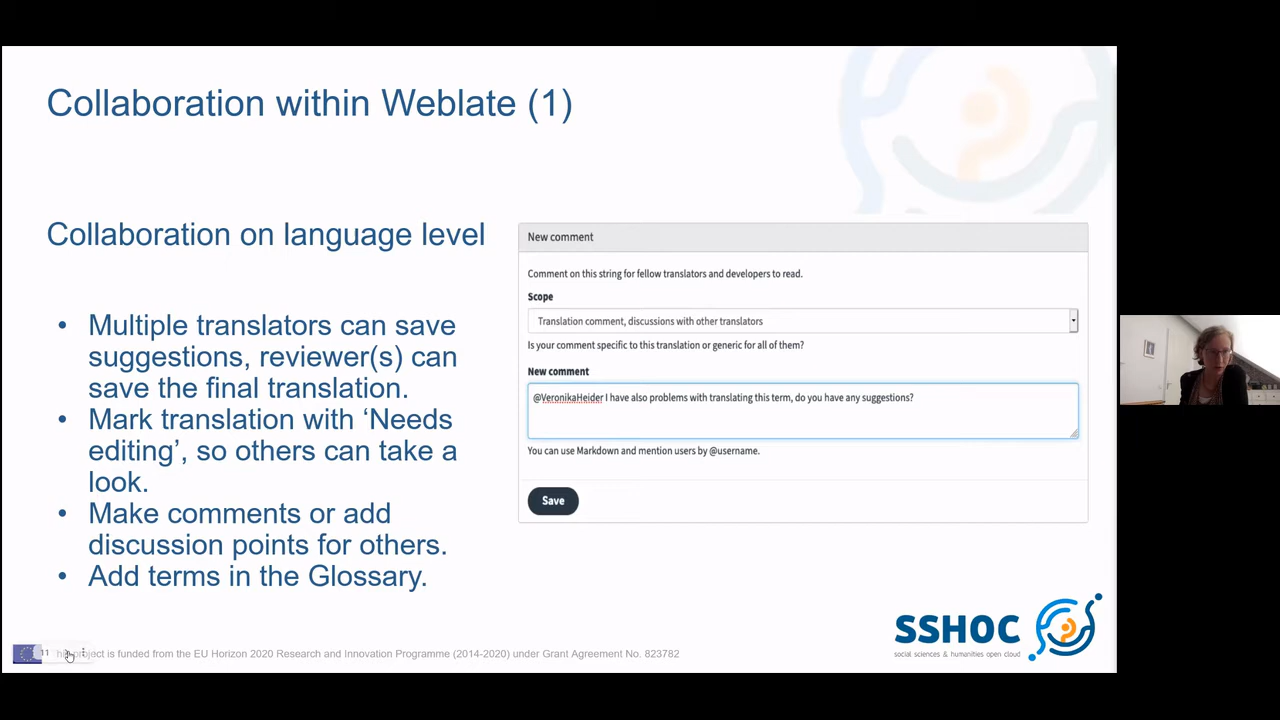 Collaboration within Weblate (1)
Collaboration on language level
• Multiple translators can save
suggestions, reviewer(s) can
save the final translation.
• Mark translation with ‘Needs
editing’, so others can take a
look.
• Make comments or add
discussion points for others.
• Add terms in the Glossary.
New comment
Comment on this string for fellow translators and developers to read.
Scope
Translation comment, discussions with other translators
Is your comment specific to this translation or generic for all of them?
New comment
@VeronikaHeider I have also problems with translating this term, do you have any suggestions?
You can use Markdown and mention users by @username.
Save
SSHOC
social sciences & humanities open cloud
11
project is funded from the EU Horizon 2020 Research and Innovation Programme (2014-2020) under Grant Agreement No. 823782